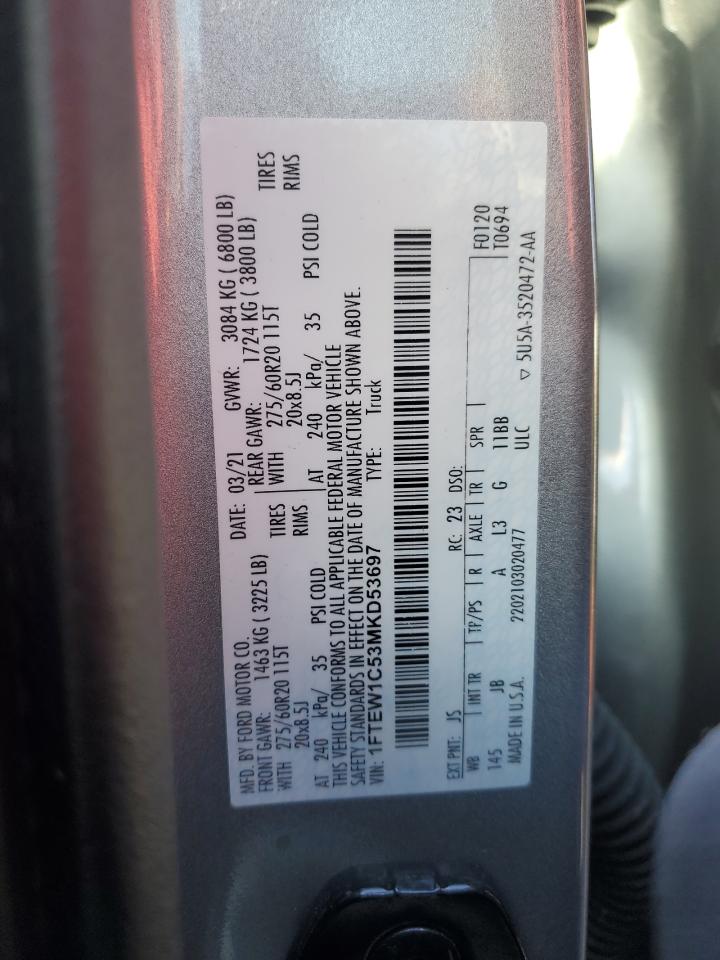 MFD. BY FORD MOTOR CO. DATE: 03/21 GVWR: 3084 KG ( 6800 LB)
FRONT GAWR: 1463 KG ( 3225 LB) REAR GAWR: 1724 KG ( 3800 LB)
WITH 275/60R20 115T TIRES WITH 275/60R20 115T TIRES
20x8.5J RIMS 20x8.5J RIMS
AT 240 kPa/ 35 PSI COLD AT 240 kPa/ 35 PSI COLD
THIS VEHICLE CONFORMS TO ALL APPLICABLE FEDERAL MOTOR VEHICLE
SAFETY STANDARDS IN EFFECT ON THE DATE OF MANUFACTURE SHOWN ABOVE.
VIN: 1FTEW1C53MKD53697 TYPE: Truck
EXT PNT: JS RC: 23 DSO:
WB INT TR TP/PS R AXLE TR SPR F0120
145 JB A L3 G 11BB T0694
MADE IN U.S.A. 2202103020477 ULC ▽ 5U5A-3520472-AA